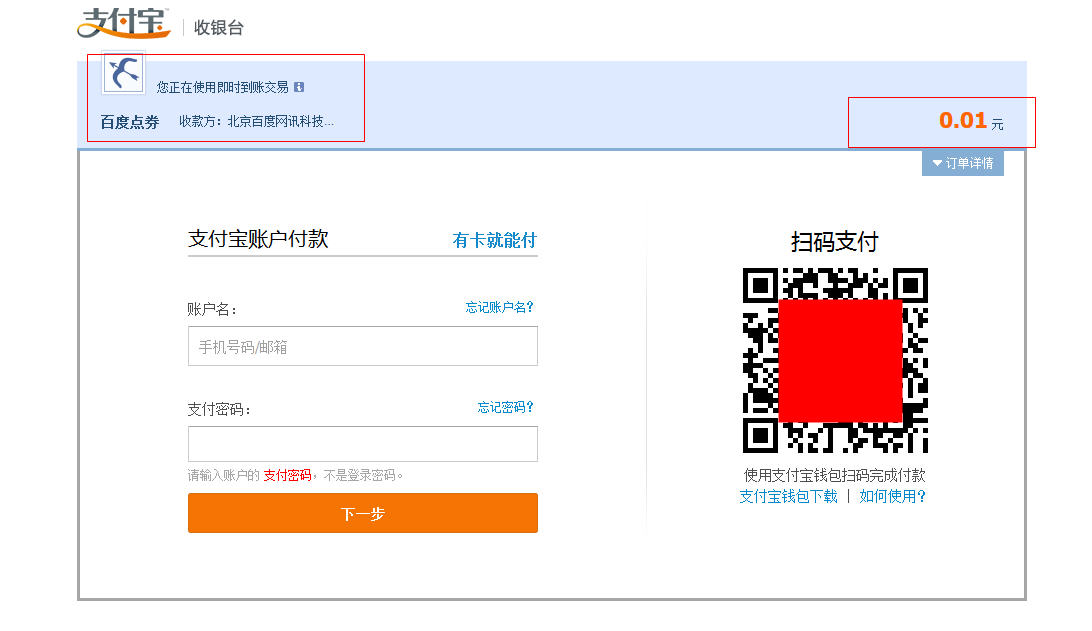 支付宝™ 收银台
您正在使用即时到账交易
百度点券 收款方：北京百度网讯科技...
0.01 元
订单详情
支付宝账户付款 有卡就能付
账户名： 忘记账户名？
手机号码/邮箱
支付密码： 忘记密码？
请输入账户的 支付密码，不是登录密码。
下一步
扫码支付
使用支付宝钱包扫码完成付款
支付宝钱包下载 | 如何使用？